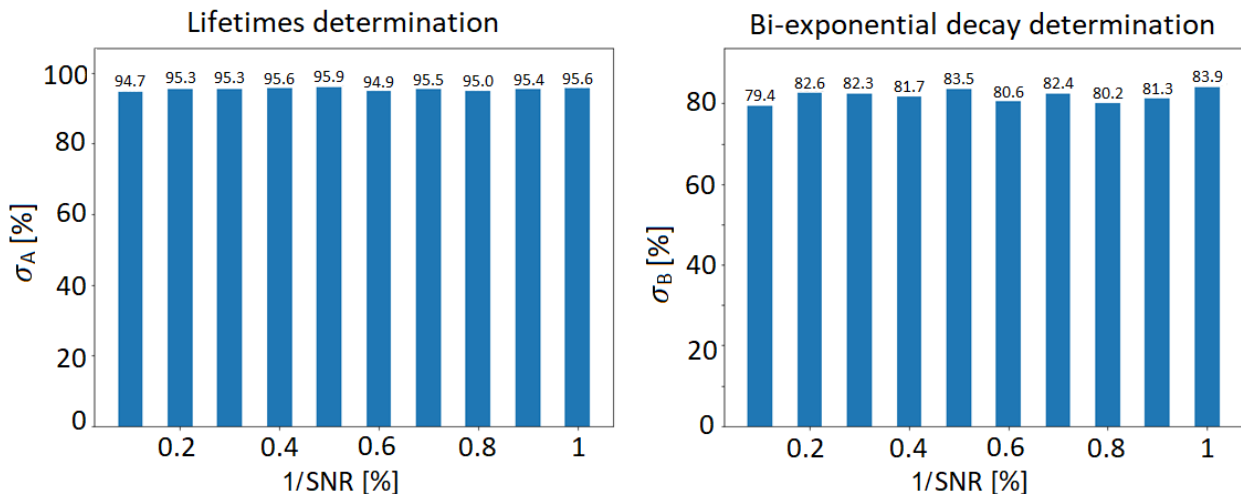 Lifetimes determination
94.7 95.3 95.3 95.6 95.9 94.9 95.5 95.0 95.4 95.6
100
80
60
40
20
0
σA [%]
0.2 0.4 0.6 0.8 1
1/SNR [%]
Bi-exponential decay determination
79.4 82.6 82.3 81.7 83.5 80.6 82.4 80.2 81.3 83.9
80
60
40
20
0
σB [%]
0.2 0.4 0.6 0.8 1
1/SNR [%]